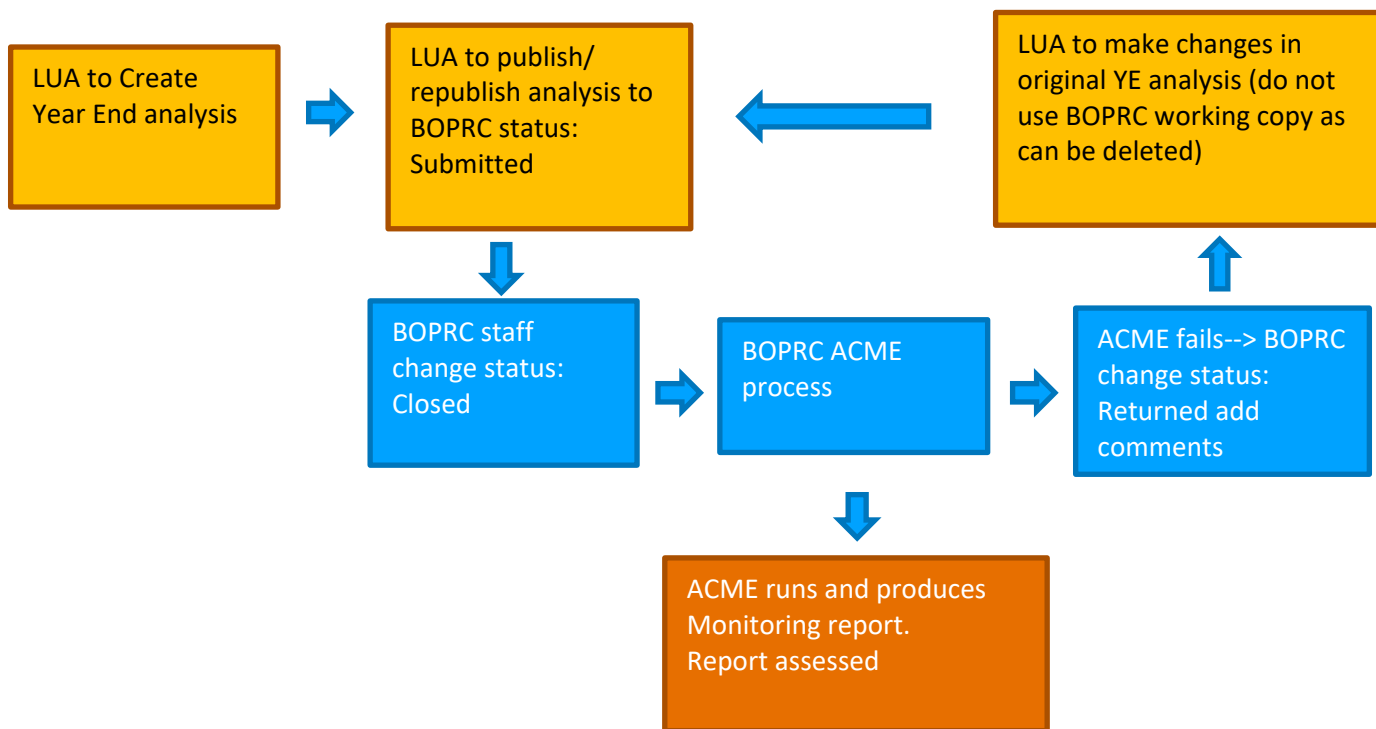 LUA to Create
Year End analysis
LUA to publish/
republish analysis to
BOPRC status:
Submitted
LUA to make changes in
original YE analysis (do not
use BOPRC working copy as
can be deleted)
BOPRC staff
change status:
Closed
BOPRC ACME
process
ACME fails--> BOPRC
change status:
Returned add
comments
ACME runs and produces
Monitoring report.
Report assessed